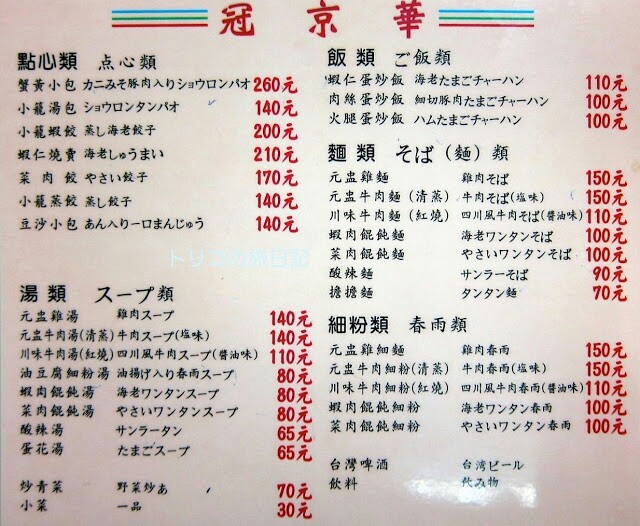 冠京華
點心類 点心類
蟹黃小包 カニみそ豚肉入りショウロンパオ 260元
小籠湯包 ショウロンタンパオ 140元
小籠蝦餃 蒸し海老餃子 200元
蝦仁燒賣 海老しゅうまい 210元
菜肉餃 やさい餃子 170元
小籠蒸餃 蒸し餃子 140元
豆沙小包 あん入り一口まんじゅう 140元
湯類 スープ類
元盅雞湯 雞肉スープ 140元
元盅牛肉湯(清蒸) 牛肉スープ(塩味) 140元
川味牛肉湯(紅燒) 四川風牛肉スープ(醬油味) 110元
油豆腐細粉湯 油揚げ入り春雨スープ 80元
蝦肉餛飩湯 海老ワンタンスープ 80元
菜肉餛飩湯 やさいワンタンスープ 80元
酸辣湯 サンラータン 65元
蛋花湯 たまごスープ 65元
炒青菜 野菜炒め 70元
小菜 一品 30元
飯類 ご飯類
蝦仁蛋炒飯 海老たまごチャーハン 110元
肉絲蛋炒飯 細切豚肉たまごチャーハン 100元
火腿蛋炒飯 ハムたまごチャーハン 100元
麵類 そば(麵)類
元盅雞麵 雞肉そば 150元
元盅牛肉麵(清蒸) 牛肉そば(塩味) 150元
川味牛肉麵(紅燒) 四川風牛肉そば(醬油味) 110元
蝦肉餛飩麵 海老ワンタンそば 100元
菜肉餛飩麵 やさいワンタンそば 100元
酸辣麵 サンラーそば 90元
擔擔麵 タンタン麵 70元
細粉類 春雨類
元盅雞細麵 雞肉春雨 150元
元盅牛肉細粉(清蒸) 牛肉春雨(塩味) 150元
川味牛肉細粉(紅燒) 四川風牛肉春雨(醬油味) 110元
蝦肉餛飩細粉 海老ワンタン春雨 100元
菜肉餛飩細粉 やさいワンタン春雨 100元
台灣啤酒 台湾ビール
飲料 飲み物